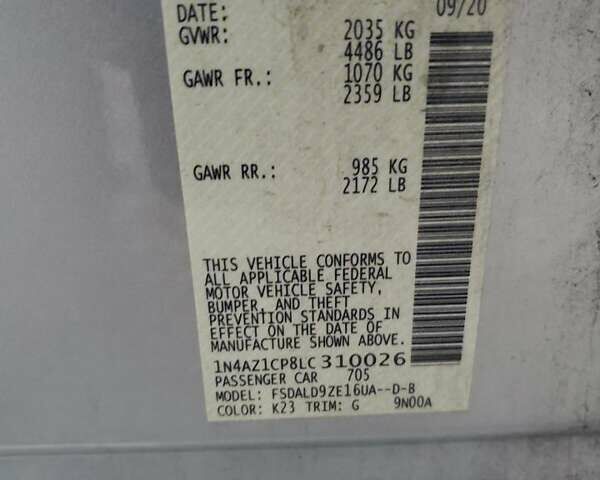 DATE: 09/20
GVWR: 2035 KG
4486 LB
GAWR FR.: 1070 KG
2359 LB
GAWR RR.: 985 KG
2172 LB
THIS VEHICLE CONFORMS TO
ALL APPLICABLE FEDERAL
MOTOR VEHICLE SAFETY,
BUMPER, AND THEFT
PREVENTION STANDARDS IN
EFFECT ON THE DATE OF
MANUFACTURE SHOWN ABOVE.
1N4AZ1CP8LC310026
PASSENGER CAR 705
MODEL: FSDALD9ZE16UA--D-B
COLOR: K23 TRIM: G 9N00A